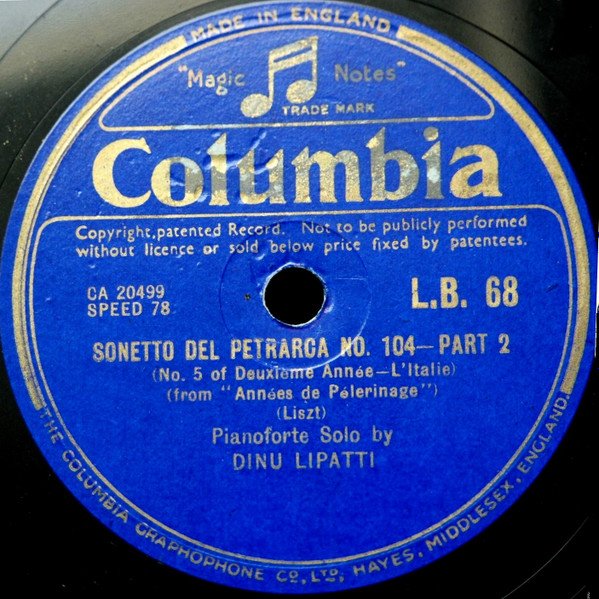 MADE IN ENGLAND
"Magic Notes"
TRADE MARK
Columbia
Copyright,patented Record. Not to be publicly performed
without licence or sold below price fixed by patentees.
CA 20499
SPEED 78
L.B. 68
SONETTO DEL PETRARCA NO. 104—PART 2
(No. 5 of Deuxième Année—L'Italie)
(from "Années de Pélerinage")
(Liszt)
Pianoforte Solo by
DINU LIPATTI
THE COLUMBIA GRAPHOPHONE CO., LTD., HAYES, MIDDLESEX, ENGLAND.